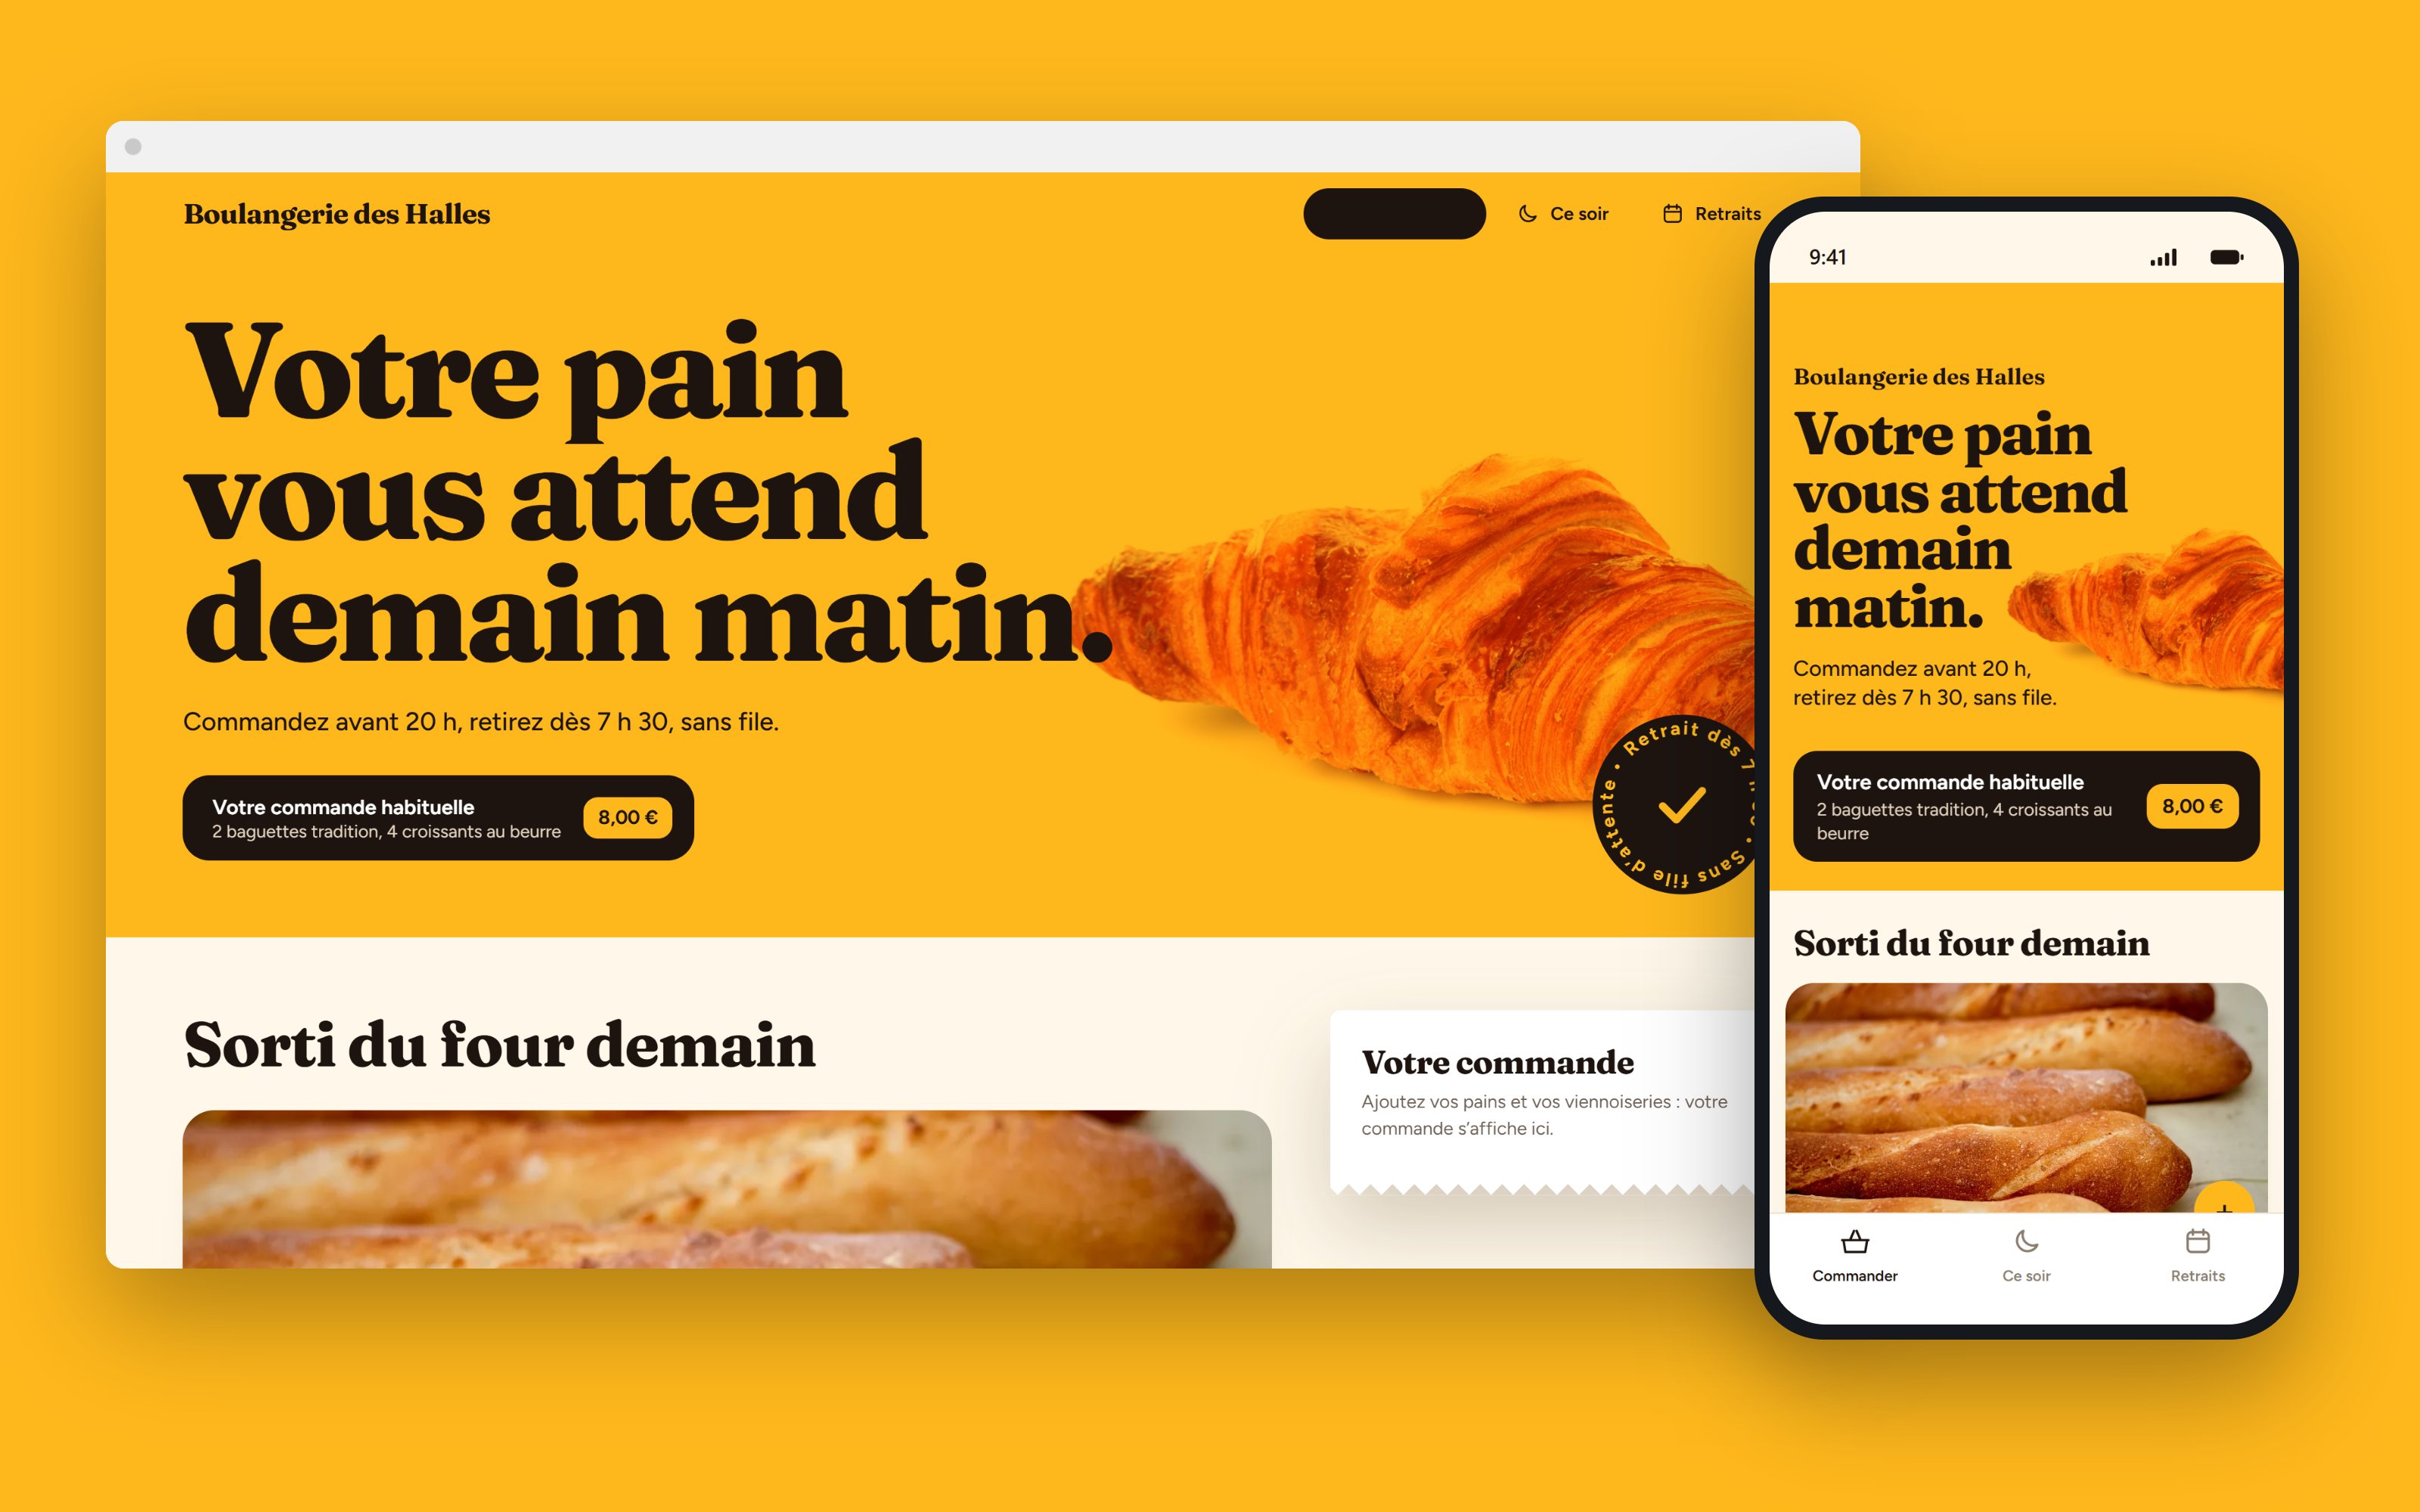 Boulangerie des Halles
Ce soir
Retraits
Votre pain
vous attend
demain matin.
Commandez avant 20 h, retirez dès 7 h 30, sans file.
Votre commande habituelle
2 baguettes tradition, 4 croissants au beurre
8,00 €
Retrait dès 7
• Sans file d’attente •
Sorti du four demain
Votre commande
Ajoutez vos pains et vos viennoiseries : votre
commande s’affiche ici.
9:41
Boulangerie des Halles
Votre pain
vous attend
demain
matin.
Commandez avant 20 h,
retirez dès 7 h 30, sans file.
Votre commande habituelle
2 baguettes tradition, 4 croissants au
beurre
8,00 €
Sorti du four demain
+
Commander
Ce soir
Retraits